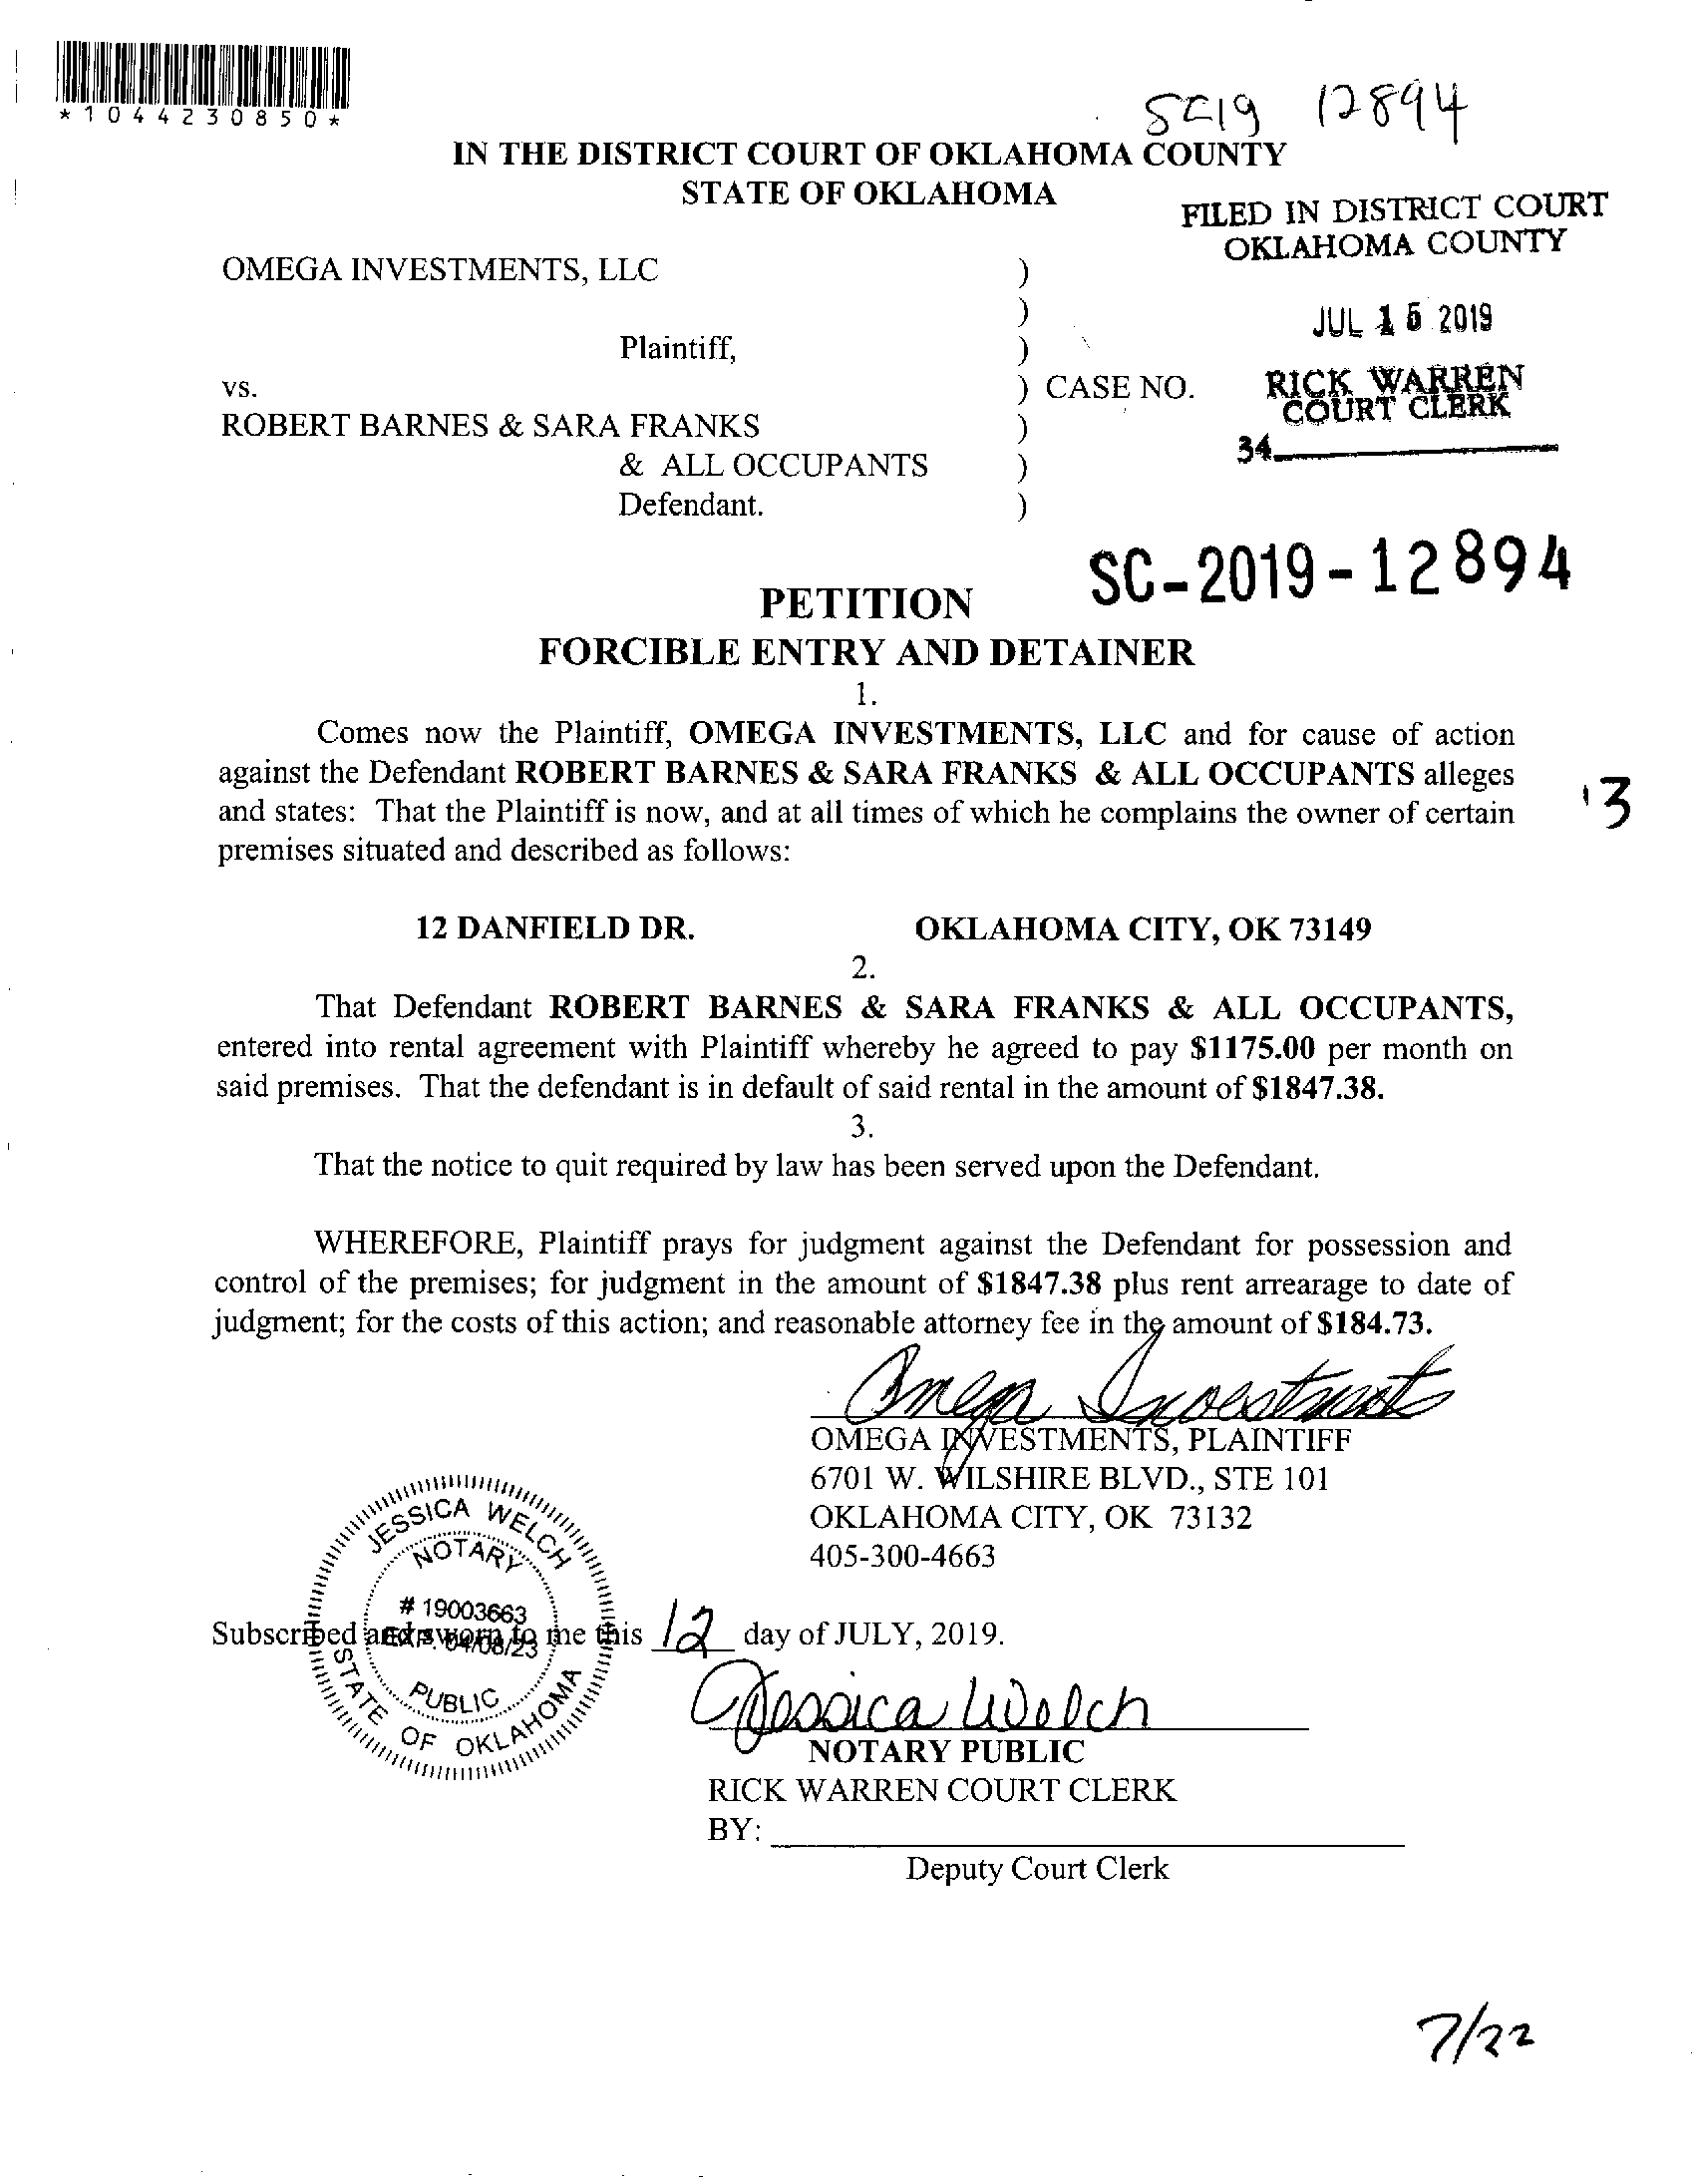 *1044230850*
SC19 12894
IN THE DISTRICT COURT OF OKLAHOMA COUNTY
STATE OF OKLAHOMA
FILED IN DISTRICT COURT
OKLAHOMA COUNTY
JUL 15 2019
RICK WARREN
COURT CLERK
34
OMEGA INVESTMENTS, LLC )
)
Plaintiff, )
vs. ) CASE NO.
ROBERT BARNES & SARA FRANKS )
& ALL OCCUPANTS )
Defendant. )
SC-2019-12894
PETITION
FORCIBLE ENTRY AND DETAINER
1.
Comes now the Plaintiff, OMEGA INVESTMENTS, LLC and for cause of action
against the Defendant ROBERT BARNES & SARA FRANKS & ALL OCCUPANTS alleges
and states: That the Plaintiff is now, and at all times of which he complains the owner of certain
premises situated and described as follows:
'3
12 DANFIELD DR. OKLAHOMA CITY, OK 73149
2.
That Defendant ROBERT BARNES & SARA FRANKS & ALL OCCUPANTS,
entered into rental agreement with Plaintiff whereby he agreed to pay $1175.00 per month on
said premises. That the defendant is in default of said rental in the amount of $1847.38.
3.
That the notice to quit required by law has been served upon the Defendant.
WHEREFORE, Plaintiff prays for judgment against the Defendant for possession and
control of the premises; for judgment in the amount of $1847.38 plus rent arrearage to date of
judgment; for the costs of this action; and reasonable attorney fee in the amount of $184.73.
Omega Investments
OMEGA INVESTMENTS, PLAINTIFF
6701 W. WILSHIRE BLVD., STE 101
OKLAHOMA CITY, OK 73132
405-300-4663
JESSICA WELCH
NOTARY
# 19003663
EXP. 04/08/23
PUBLIC
STATE OF OKLAHOMA
Subscribed and sworn to me this 12 day of JULY, 2019.
Jessica Welch
NOTARY PUBLIC
RICK WARREN COURT CLERK
BY:
Deputy Court Clerk
7/22